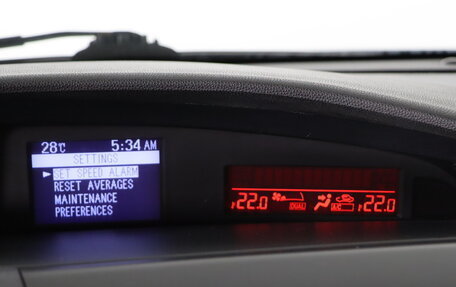 28℃ 5:34 AM
SETTINGS
SET SPEED ALARM
RESET AVERAGES
MAINTENANCE
PREFERENCES
22.0 DUAL A/C 22.0